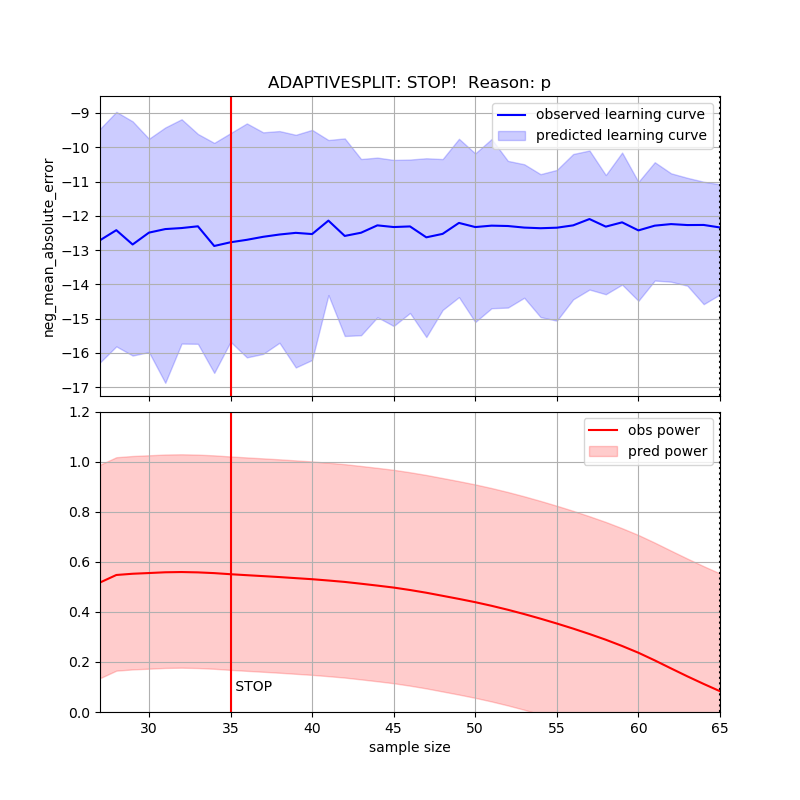 ADAPTIVESPLIT: STOP!  Reason: p
neg_mean_absolute_error
−9
−10
−11
−12
−13
−14
−15
−16
−17
observed learning curve
predicted learning curve
1.2
1.0
0.8
0.6
0.4
0.2
0.0
obs power
pred power
STOP
30 35 40 45 50 55 60 65
sample size